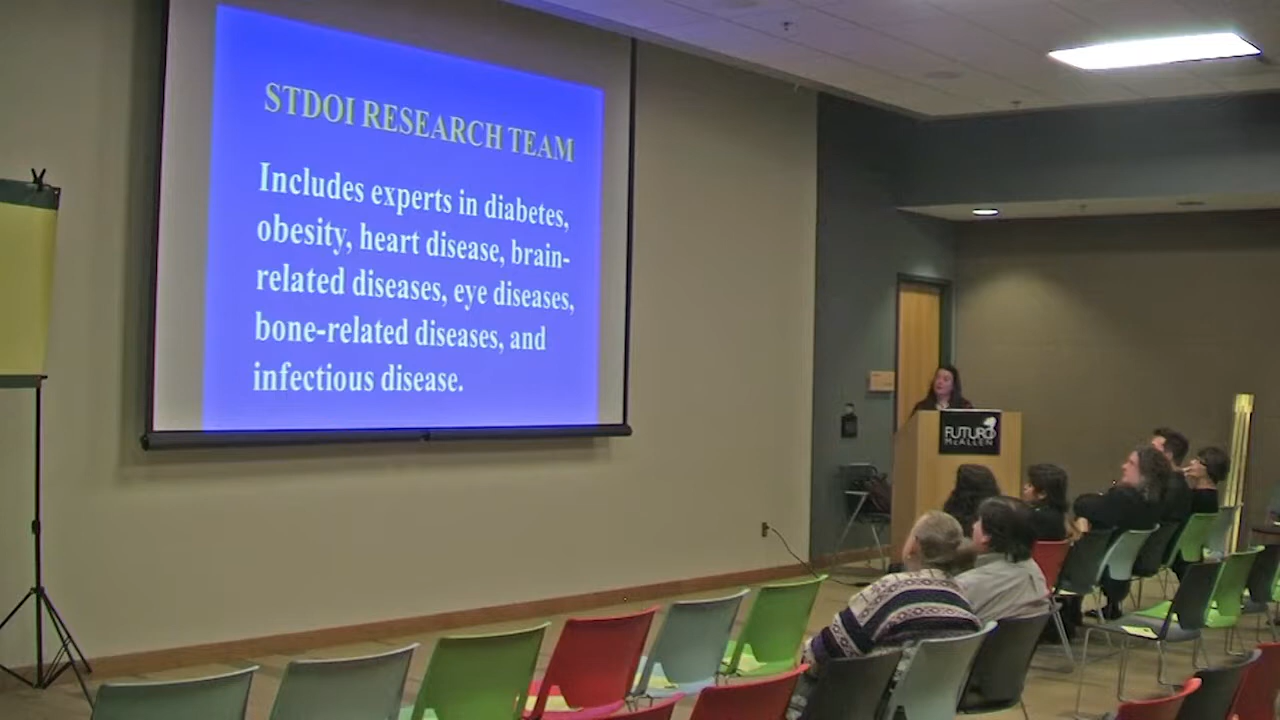 STDOI RESEARCH TEAM
Includes experts in diabetes,
obesity, heart disease, brain-
related diseases, eye diseases,
bone-related diseases, and
infectious disease.
FUTURO
McALLEN